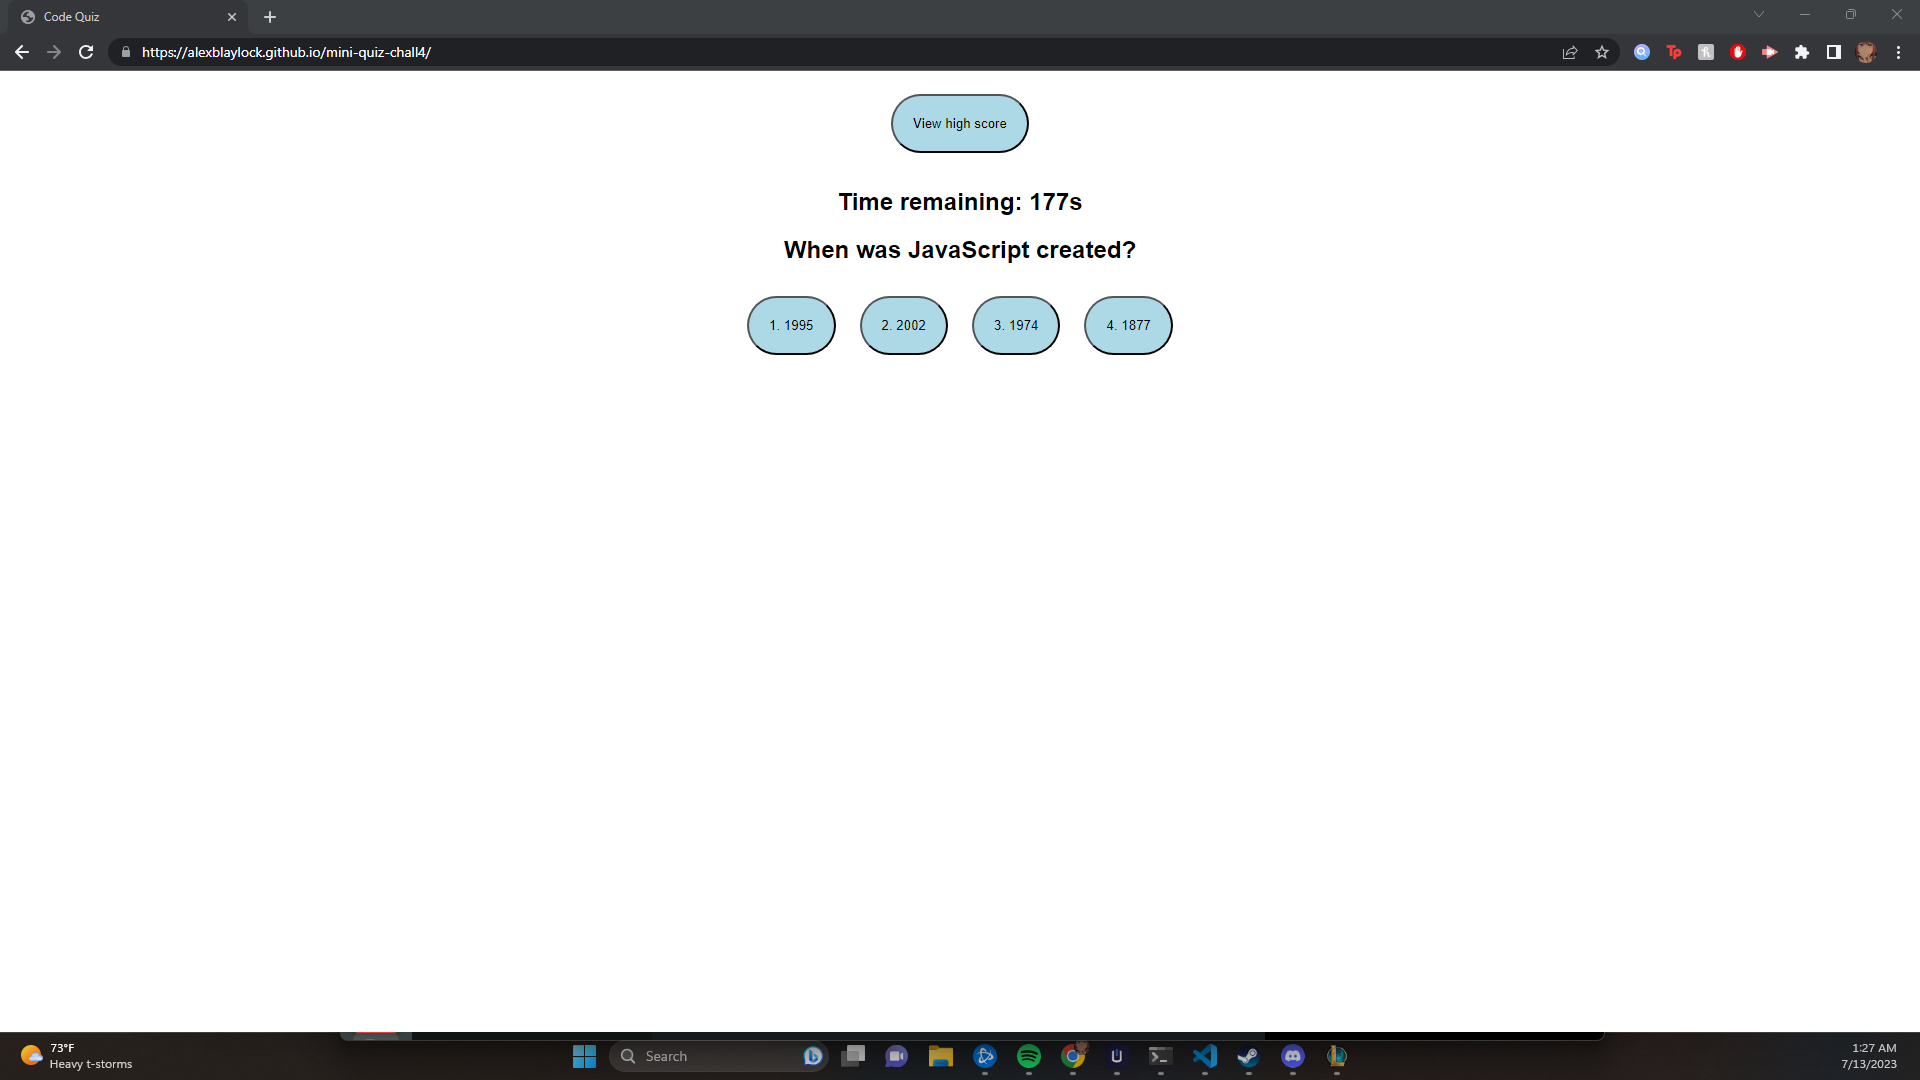 Code Quiz
https://alexblaylock.github.io/mini-quiz-chall4/
View high score
Time remaining: 177s
When was JavaScript created?
1. 1995
2. 2002
3. 1974
4. 1877
73°F
Heavy t-storms
Search
1:27 AM
7/13/2023